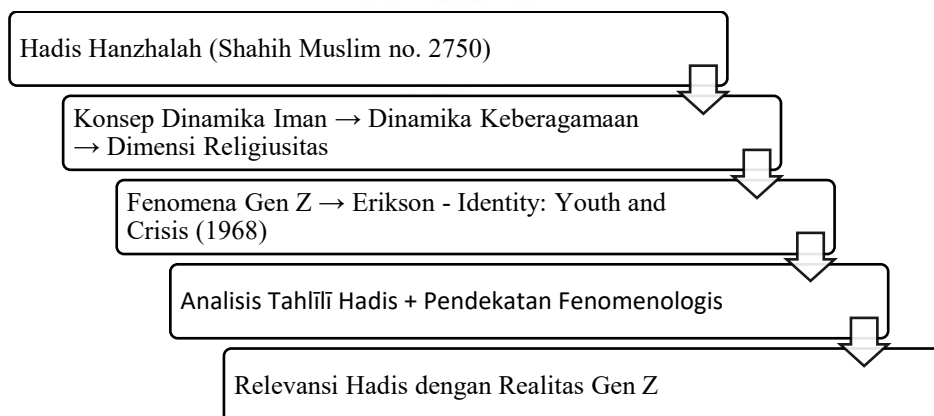 Hadis Hanzhalah (Shahih Muslim no. 2750)
Konsep Dinamika Iman → Dinamika Keberagamaan
→ Dimensi Religiusitas
Fenomena Gen Z → Erikson - Identity: Youth and
Crisis (1968)
Analisis Tahlīlī Hadis + Pendekatan Fenomenologis
Relevansi Hadis dengan Realitas Gen Z